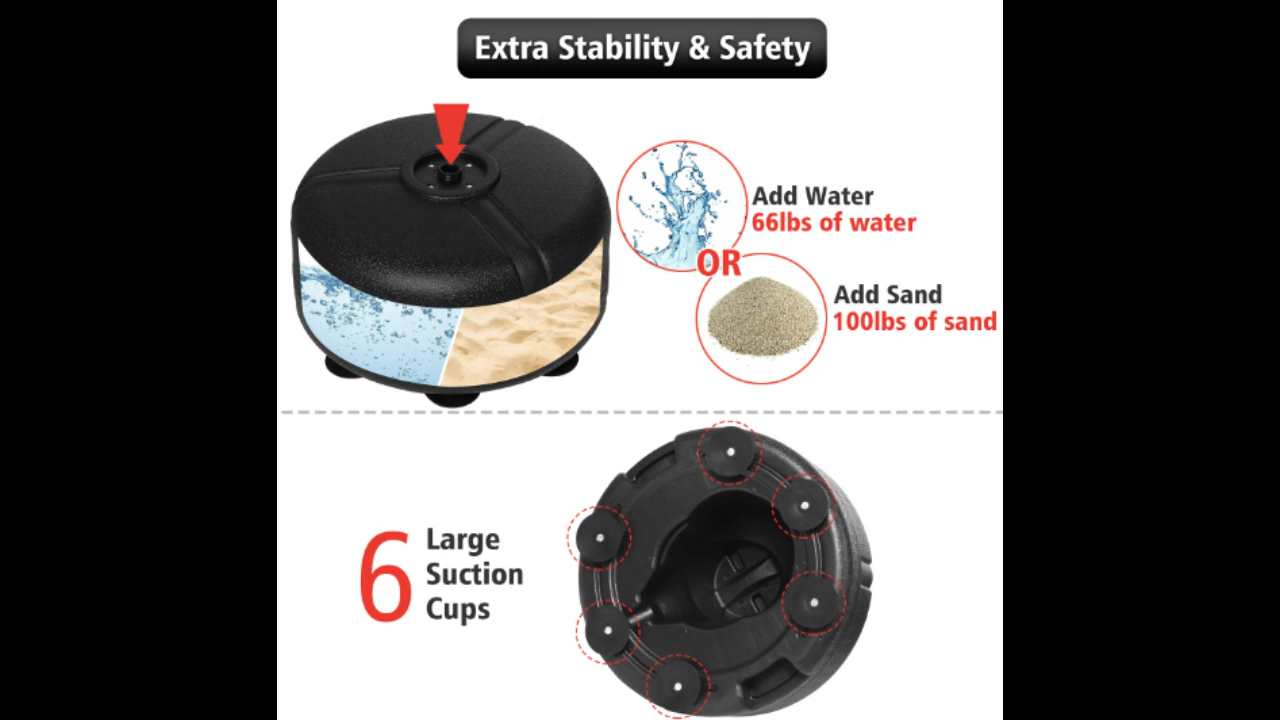 Extra Stability & Safety
Add Water
66lbs of water
OR
Add Sand
100lbs of sand
6
Large
Suction
Cups